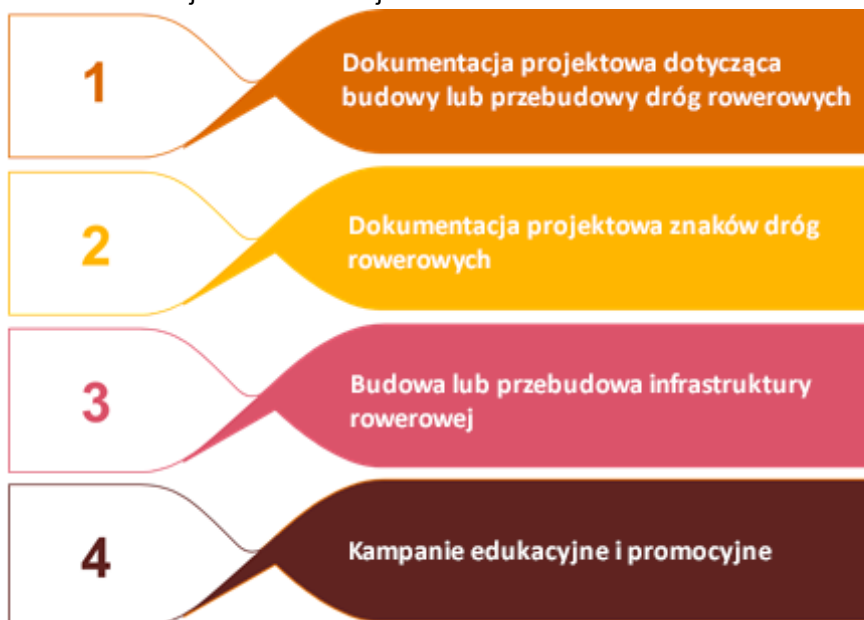 1
Dokumentacja projektowa dotycząca
budowy lub przebudowy dróg rowerowych
2
Dokumentacja projektowa znaków dróg
rowerowych
3
Budowa lub przebudowa infrastruktury
rowerowej
4
Kampanie edukacyjne i promocyjne